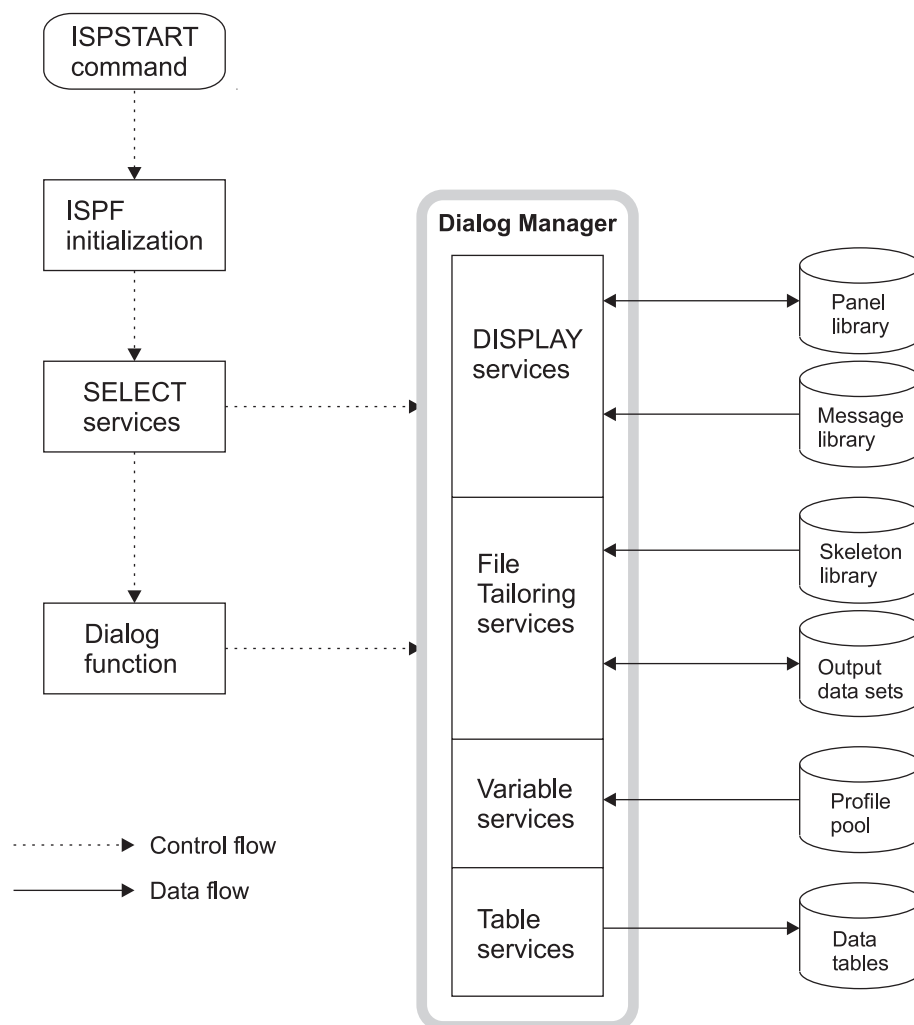 ISPSTART
command
ISPF
initialization
SELECT
services
Dialog
function
Control flow
Data flow
Dialog Manager
DISPLAY
services
File
Tailoring
services
Variable
services
Table
services
Panel
library
Message
library
Skeleton
library
Output
data sets
Profile
pool
Data
tables